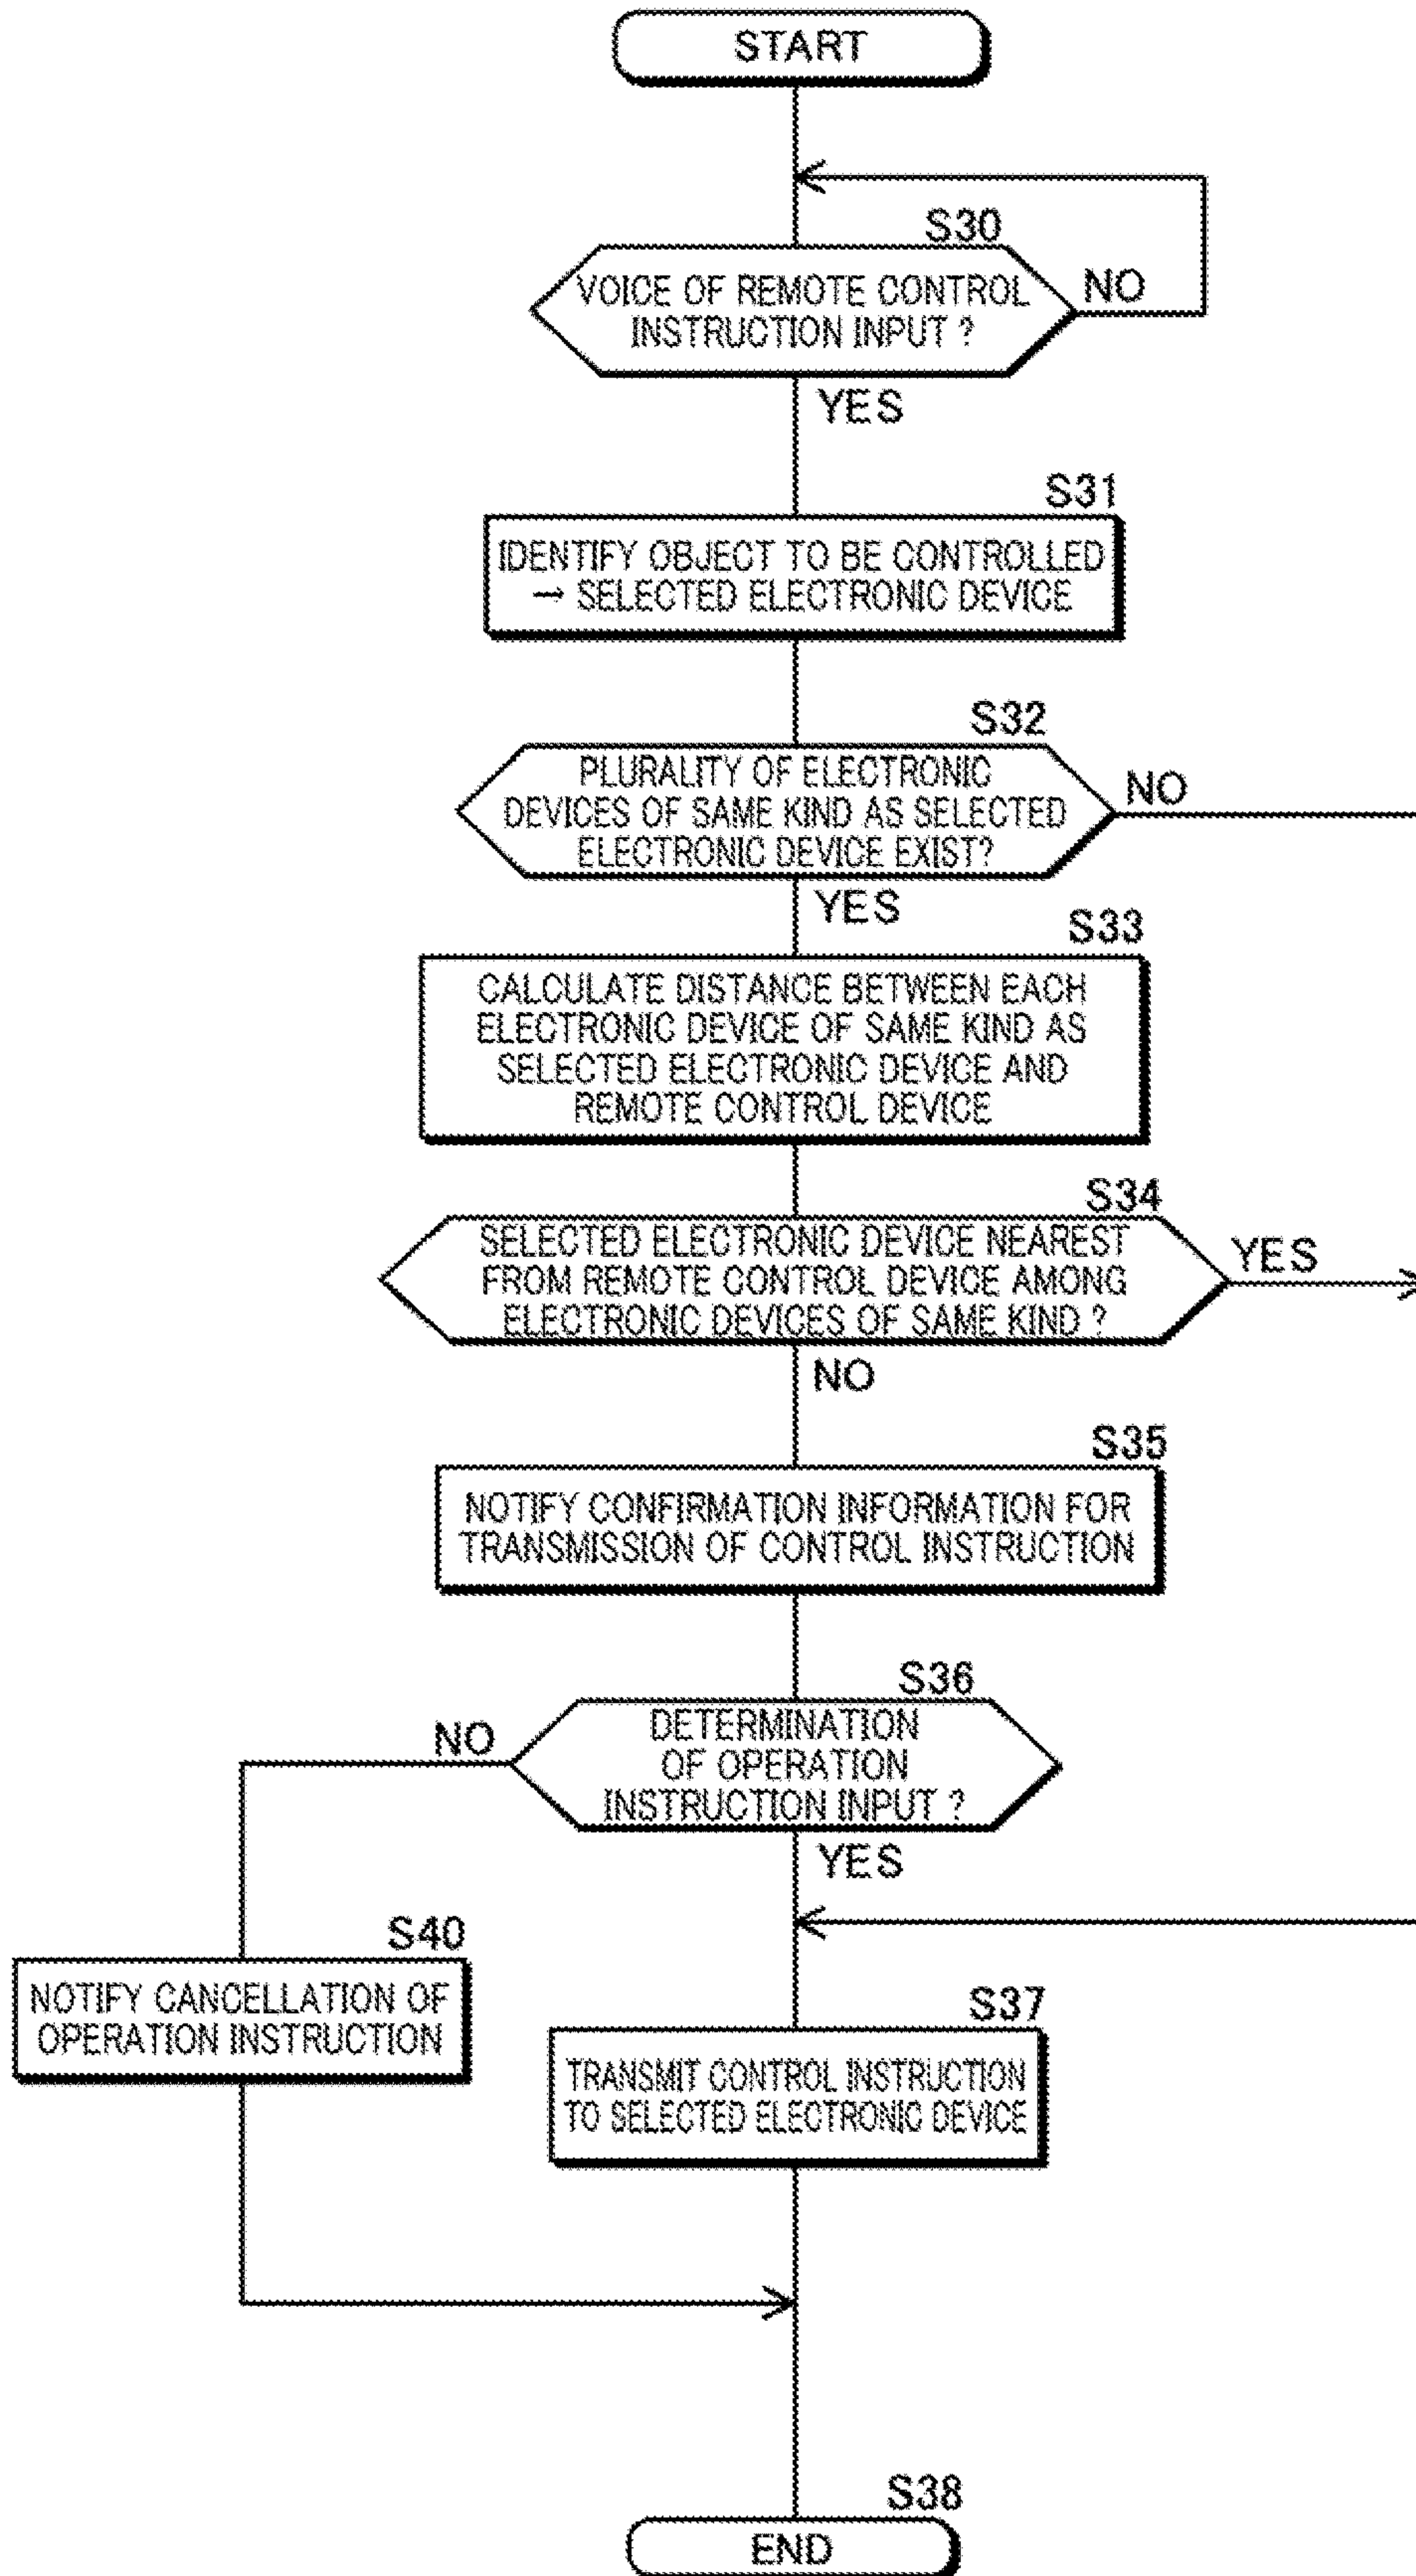 START
S30
VOICE OF REMOTE CONTROL
INSTRUCTION INPUT ?
NO
YES
S31
IDENTIFY OBJECT TO BE CONTROLLED
→ SELECTED ELECTRONIC DEVICE
S32
PLURALITY OF ELECTRONIC
DEVICES OF SAME KIND AS SELECTED
ELECTRONIC DEVICE EXIST?
NO
YES
S33
CALCULATE DISTANCE BETWEEN EACH
ELECTRONIC DEVICE OF SAME KIND AS
SELECTED ELECTRONIC DEVICE AND
REMOTE CONTROL DEVICE
S34
SELECTED ELECTRONIC DEVICE NEAREST
FROM REMOTE CONTROL DEVICE AMONG
ELECTRONIC DEVICES OF SAME KIND ?
YES
NO
S35
NOTIFY CONFIRMATION INFORMATION FOR
TRANSMISSION OF CONTROL INSTRUCTION
S36
DETERMINATION
OF OPERATION
INSTRUCTION INPUT ?
NO
YES
S40
NOTIFY CANCELLATION OF
OPERATION INSTRUCTION
S37
TRANSMIT CONTROL INSTRUCTION
TO SELECTED ELECTRONIC DEVICE
S38
END